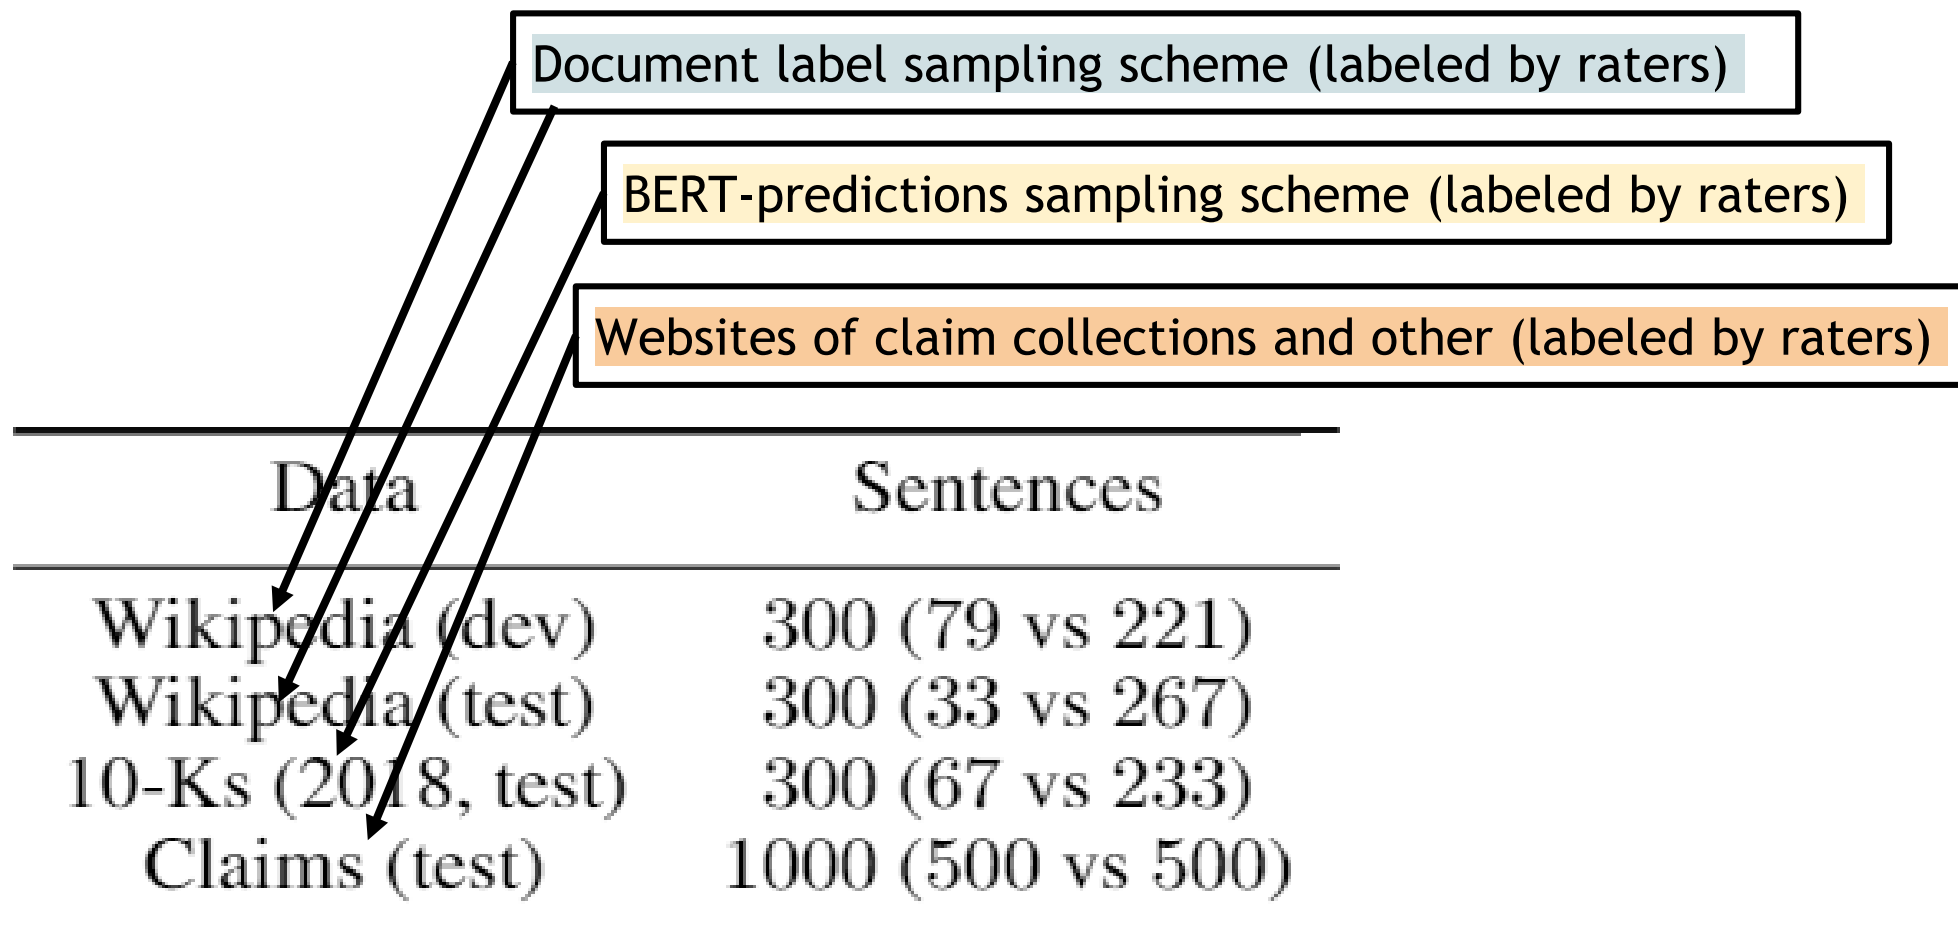 Document label sampling scheme (labeled by raters)
BERT-predictions sampling scheme (labeled by raters)
Websites of claim collections and other (labeled by raters)
Data Sentences
Wikipedia (dev) 300 (79 vs 221)
Wikipedia (test) 300 (33 vs 267)
10-Ks (2018, test) 300 (67 vs 233)
Claims (test) 1000 (500 vs 500)